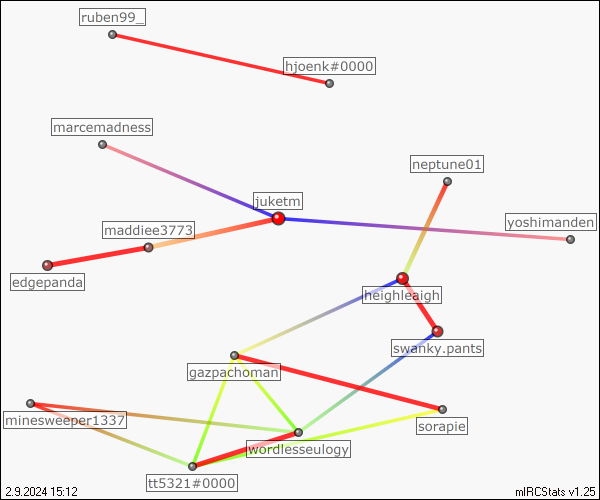 ruben99_
hjoenk#0000
marcemadness
neptune01
juketm
yoshimanden
maddiee3773
edgepanda
heighleaigh
swanky.pants
gazpachoman
minesweeper1337
sorapie
wordlesseulogy
tt5321#0000
2.9.2024 15:12
mIRCStats v1.25